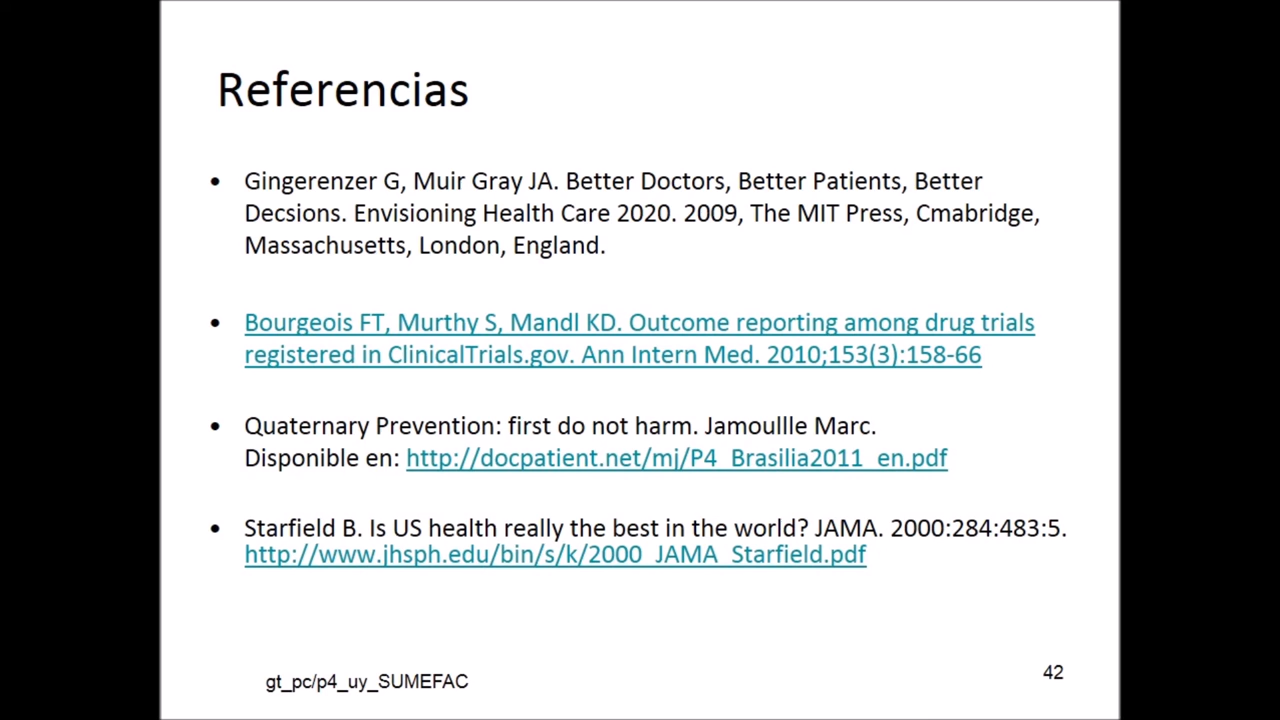 Referencias
• Gingerenzer G, Muir Gray JA. Better Doctors, Better Patients, Better
Decsions. Envisioning Health Care 2020. 2009, The MIT Press, Cmabridge,
Massachusetts, London, England.
• Bourgeois FT, Murthy S, Mandl KD. Outcome reporting among drug trials
registered in ClinicalTrials.gov. Ann Intern Med. 2010;153(3):158-66
• Quaternary Prevention: first do not harm. Jamoullle Marc.
Disponible en: http://docpatient.net/mj/P4_Brasilia2011_en.pdf
• Starfield B. Is US health really the best in the world? JAMA. 2000:284:483:5.
http://www.jhsph.edu/bin/s/k/2000_JAMA_Starfield.pdf
gt_pc/p4_uy_SUMEFAC
42